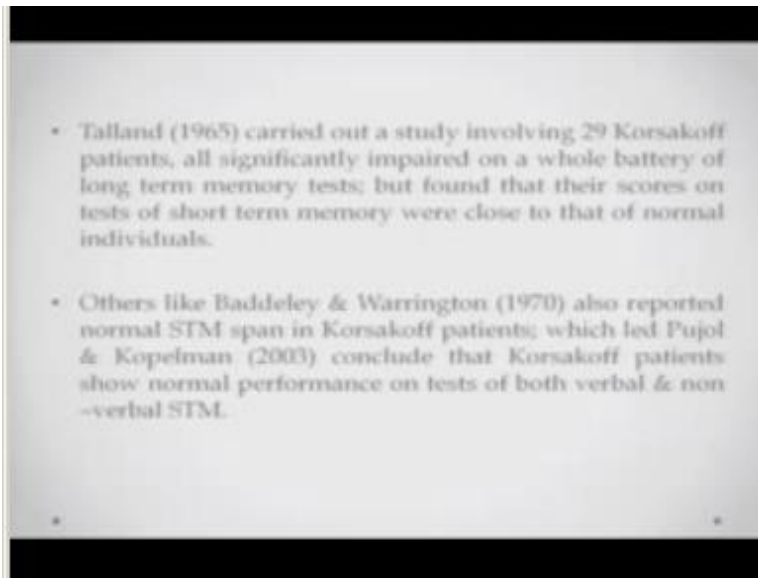 • Talland (1965) carried out a study involving 29 Korsakoff
patients, all significantly impaired on a whole battery of
long term memory tests; but found that their scores on
tests of short term memory were close to that of normal
individuals.
• Others like Baddeley & Warrington (1970) also reported
normal STM span in Korsakoff patients; which led Pujol
& Kopelman (2003) conclude that Korsakoff patients
show normal performance on tests of both verbal & non
-verbal STM.